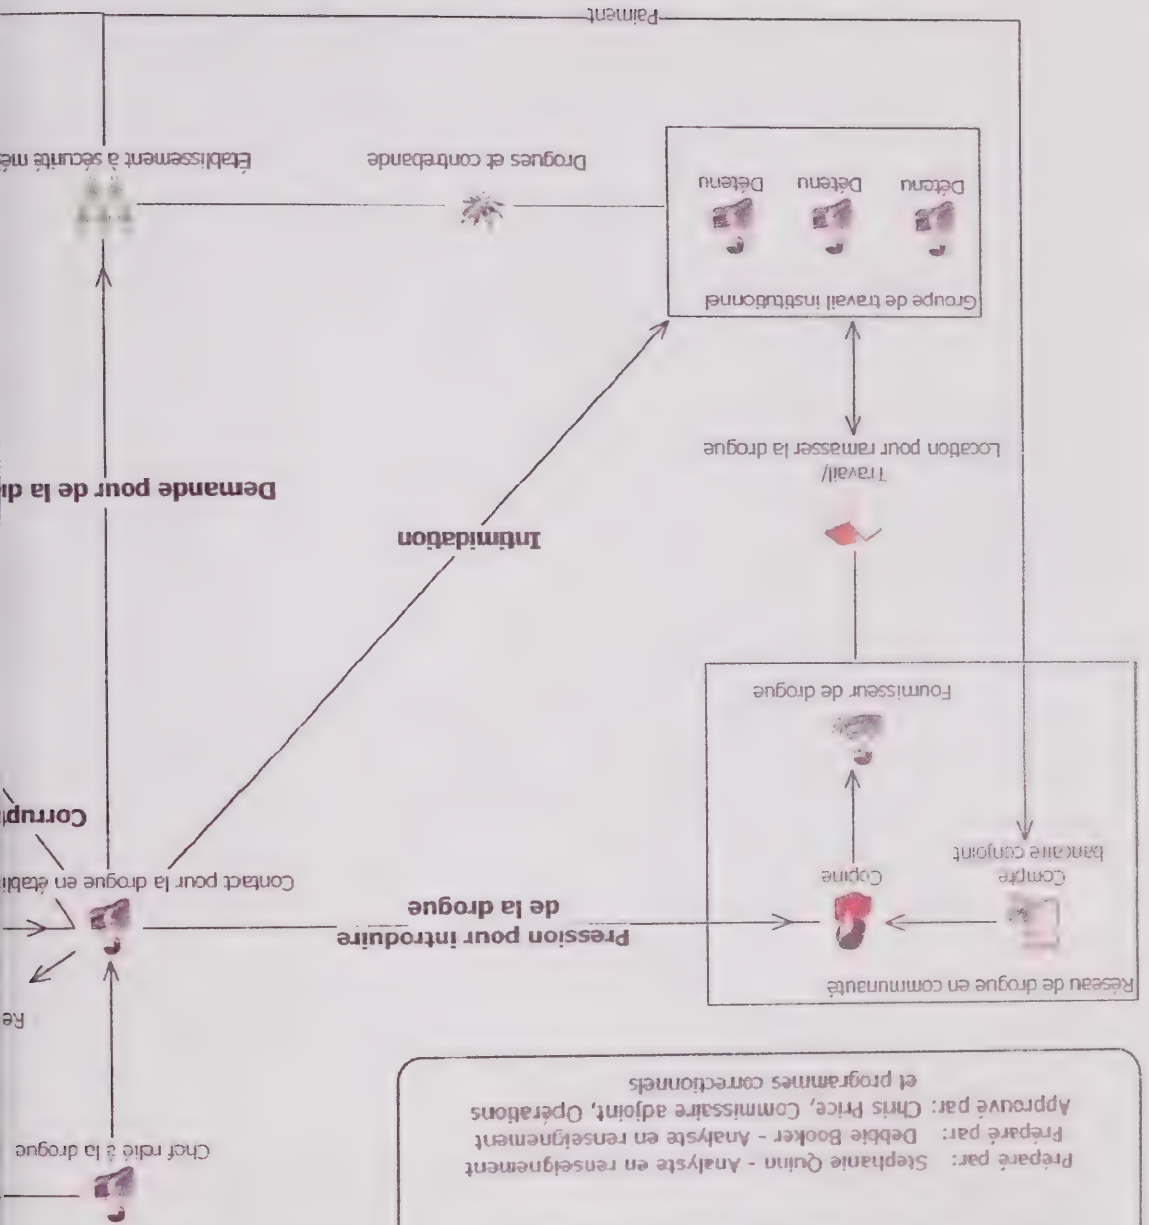 Préparé par: Stephanie Quinn - Analyste en renseignement
Préparé par: Debbie Booker - Analyste en renseignement
Approuvé par: Chris Price, Commissaire adjoint, Opérations
et programmes correctionnels
Chef relié à la drogue
Re
Réseau de drogue en communauté
Compte
bancaire conjoint
Copine
Fournisseur de drogue
Pression pour introduire
de la drogue
Contact pour la drogue en établi
Corrupt
Intimidation
Demande pour de la
Travail/
Location pour ramasser la drogue
Groupe de travail institutionnel
Détenu
Détenu
Détenu
Drogues et contrebande
Établissement à sécurité mé
Paiment